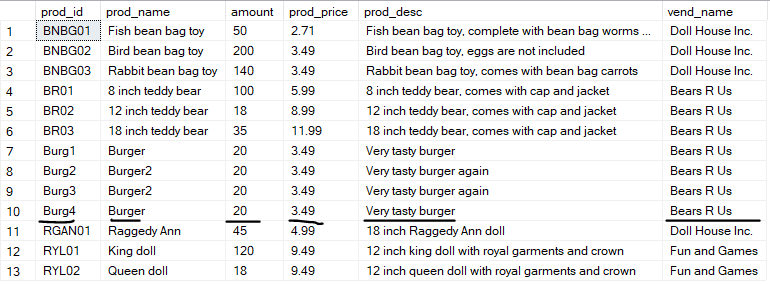 prod_id prod_name amount prod_price prod_desc vend_name
1 BNBG01 Fish bean bag toy 50 2.71 Fish bean bag toy, complete with bean bag worms ... Doll House Inc.
2 BNBG02 Bird bean bag toy 200 3.49 Bird bean bag toy, eggs are not included Doll House Inc.
3 BNBG03 Rabbit bean bag toy 140 3.49 Rabbit bean bag toy, comes with bean bag carrots Doll House Inc.
4 BR01 8 inch teddy bear 100 5.99 8 inch teddy bear, comes with cap and jacket Bears R Us
5 BR02 12 inch teddy bear 18 8.99 12 inch teddy bear, comes with cap and jacket Bears R Us
6 BR03 18 inch teddy bear 35 11.99 18 inch teddy bear, comes with cap and jacket Bears R Us
7 Burg1 Burger 20 3.49 Very tasty burger Bears R Us
8 Burg2 Burger2 20 3.49 Very tasty burger again Bears R Us
9 Burg3 Burger2 20 3.49 Very tasty burger again Bears R Us
10 Burg4 Burger 20 3.49 Very tasty burger Bears R Us
11 RGAN01 Raggedy Ann 45 4.99 18 inch Raggedy Ann doll Doll House Inc.
12 RYL01 King doll 120 9.49 12 inch king doll with royal garments and crown Fun and Games
13 RYL02 Queen doll 18 9.49 12 inch queen doll with royal garments and crown Fun and Games